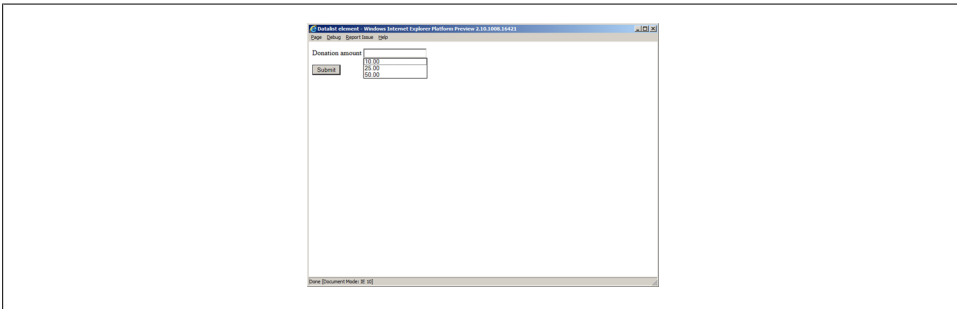 Datalist element - Windows Internet Explorer Platform Preview 2.10.1008.16421
Page Debug Report Issue Help
Donation amount
10.00
25.00
50.00
Submit
Done [Document Mode: IE 10]